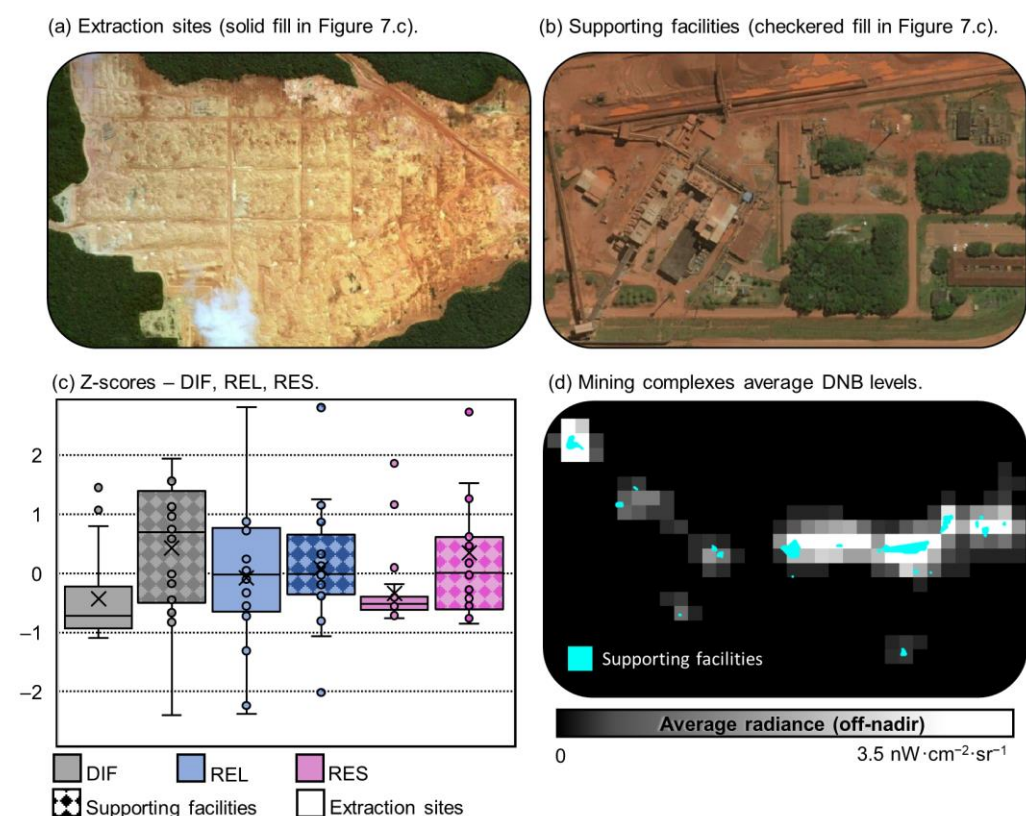 (a) Extraction sites (solid fill in Figure 7.c).
(b) Supporting facilities (checkered fill in Figure 7.c).
(c) Z-scores – DIF, REL, RES.
2
1
0
–1
–2
DIF
REL
RES
Supporting facilities
Extraction sites
(d) Mining complexes average DNB levels.
Supporting facilities
Average radiance (off-nadir)
0
3.5 nW·cm⁻²·sr⁻¹